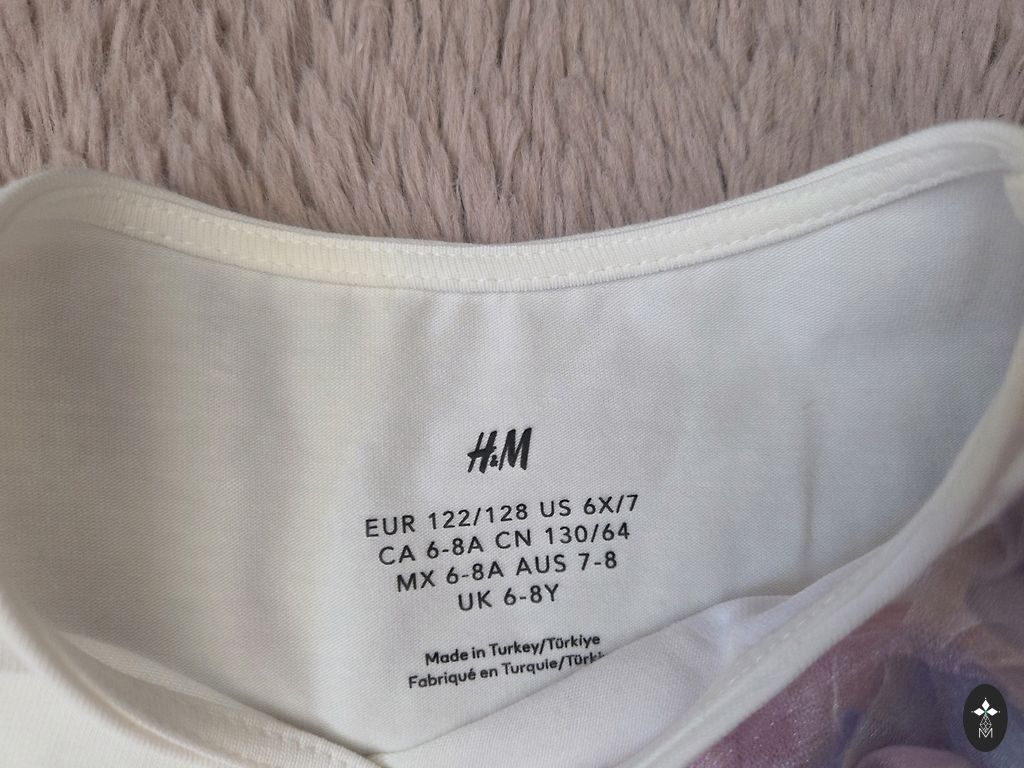 H&M
EUR 122/128 US 6X/7
CA 6-8A CN 130/64
MX 6-8A AUS 7-8
UK 6-8Y
Made in Turkey/Türkiye
Fabriqué en Turquie/Türki
M